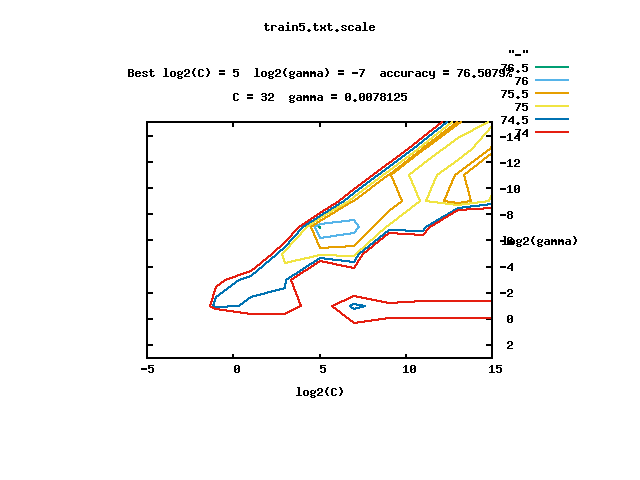 train5.txt.scale
"-"
Best log2(C) = 5  log2(gamma) = -7  accuracy = 76.5079%
76.5
76
C = 32  gamma = 0.0078125
75.5
75
74.5
74
-14
-12
-10
-8
-6
log2(gamma)
-4
-2
0
2
-5 0 5 10 15
log2(C)